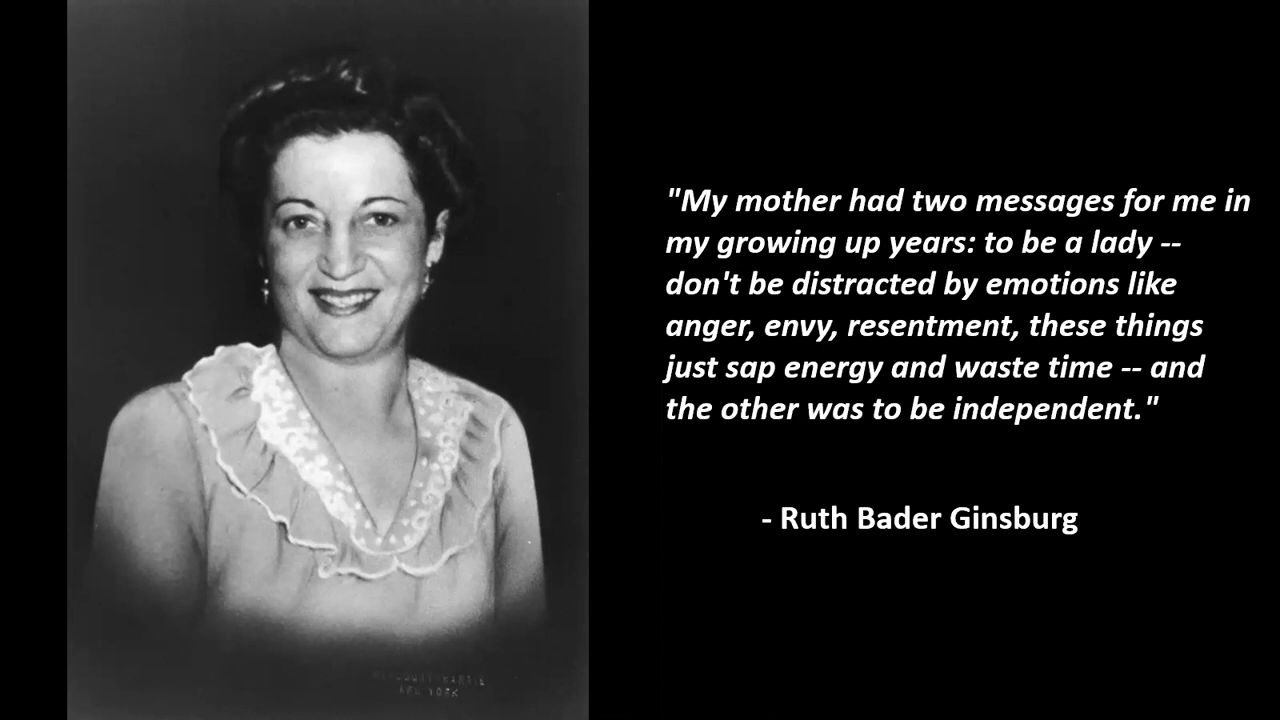 "My mother had two messages for me in
my growing up years: to be a lady --
don't be distracted by emotions like
anger, envy, resentment, these things
just sap energy and waste time -- and
the other was to be independent."
- Ruth Bader Ginsburg
NEW YORK